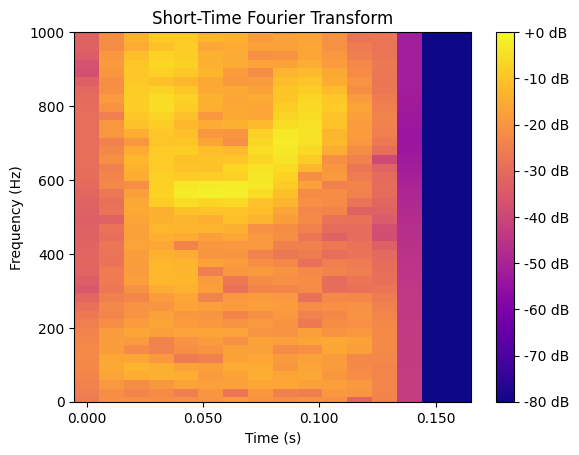 Short-Time Fourier Transform
1000
800
600
400
200
0
Frequency (Hz)
0.000
0.050
0.100
0.150
Time (s)
+0 dB
-10 dB
-20 dB
-30 dB
-40 dB
-50 dB
-60 dB
-70 dB
-80 dB